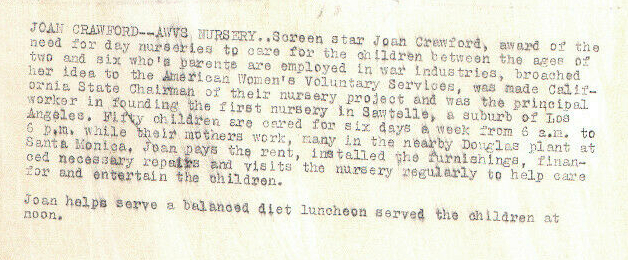 JOAM CRAWFORD--AWVS NURSERY..Screen star Joan Crawford, award of the
need for day nurseries to care for the children between the ages of
two and six who's parents are employed in war industries, broached
her idea to the American Women's Voluntary Services, was made Calif-
ornia State Chairman of their nursery project and was the principal
worker in founding the first nursery in Sawtelle, a suburb of Los
Angeles. Fifty children are cared for six days a week from 6 a.m. to
6 p.m. while their mothers work, many in the nearby Douglas plant at
Santa Monica. Joan pays the rent, installed the furnishings, finan-
ced necessary repairs and visits the nursery regularly to help care
for and entertain the children.
Joan helps serve a balanced diet luncheon served the children at
noon.